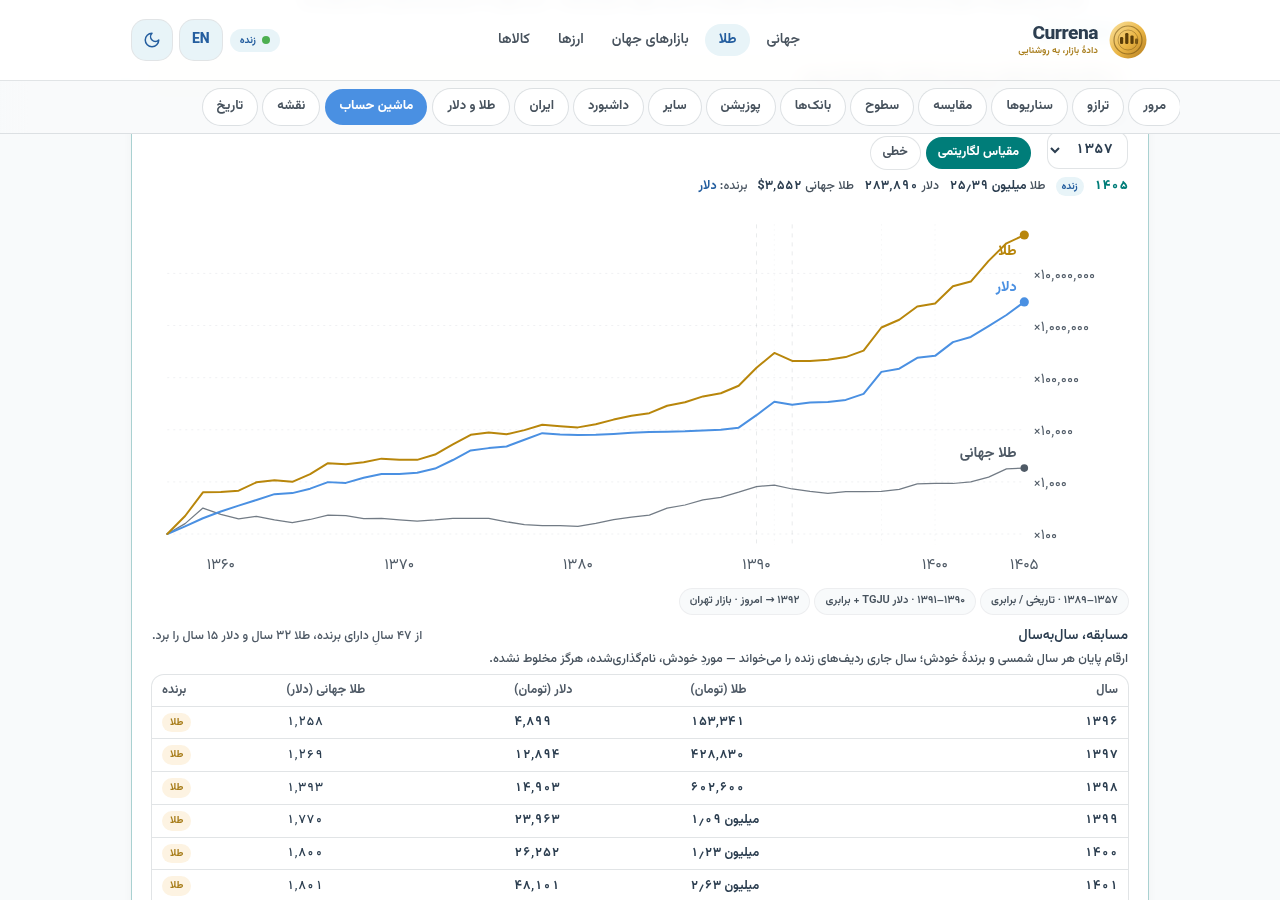 Currena
دادهٔ بازار، به روشنایی
جهانی طلا بازارهای جهان ارزها کالاها
زنده
EN
مرور ترازو سناریوها مقایسه سطوح بانک‌ها پوزیشن سایر داشبورد ایران طلا و دلار ماشین حساب نقشه تاریخ
۱۳۵۷ مقیاس لگاریتمی خطی
۱۴۰۵ زنده طلا ۲۵٫۳۹ میلیون دلار ۲۸۳,۸۹۰ طلا جهانی $۳,۵۵۲ برنده: دلار
طلا
×۱۰,۰۰۰,۰۰۰
دلار
×۱,۰۰۰,۰۰۰
×۱۰۰,۰۰۰
×۱۰,۰۰۰
طلا جهانی
×۱,۰۰۰
×۱۰۰
۱۳۶۰ ۱۳۷۰ ۱۳۸۰ ۱۳۹۰ ۱۴۰۰ ۱۴۰۵
۱۳۵۷–۱۳۸۹ · تاریخی / برابری
۱۳۹۰–۱۳۹۱ · دلار TGJU + برابری
۱۳۹۲ → امروز · بازار تهران
مسابقه، سال‌به‌سال
از ۴۷ سالِ دارای برنده، طلا ۳۲ سال و دلار ۱۵ سال را برد.
ارقام پایان هر سال شمسی و برندهٔ خودش؛ سال جاری ردیف‌های زنده را می‌خواند — موردِ خودش، نام‌گذاری‌شده، هرگز مخلوط نشده.
سال طلا (تومان) دلار (تومان) طلا جهانی (دلار) برنده
۱۳۹۶ ۱۵۳,۳۴۱ ۴,۸۹۹ ۱,۲۵۸ طلا
۱۳۹۷ ۴۲۸,۸۳۰ ۱۲,۸۹۴ ۱,۲۶۹ طلا
۱۳۹۸ ۶۰۲,۶۰۰ ۱۴,۹۰۳ ۱,۳۹۳ طلا
۱۳۹۹ ۱٫۰۹ میلیون ۲۳,۹۶۳ ۱,۷۷۰ طلا
۱۴۰۰ ۱٫۲۳ میلیون ۲۶,۲۵۲ ۱,۸۰۰ طلا
۱۴۰۱ ۲٫۶۳ میلیون ۴۸,۱۰۱ ۱,۸۰۱ طلا